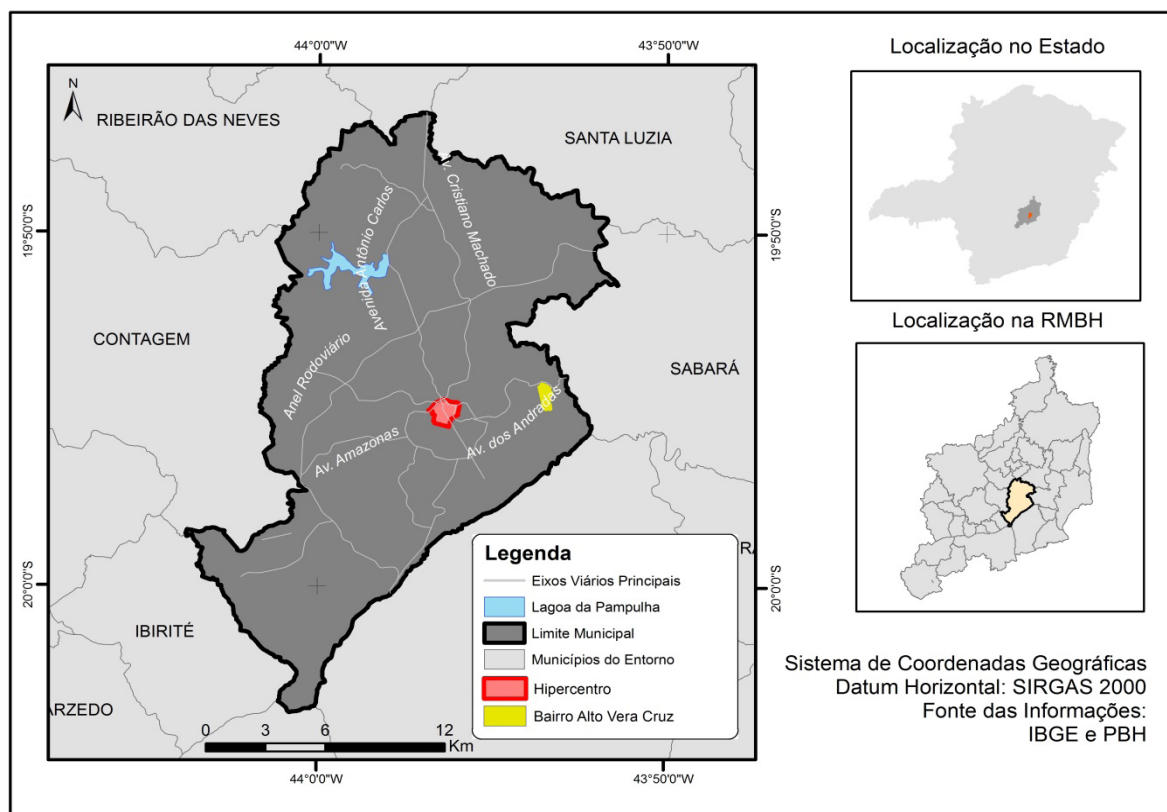 44°0'0"W
43°50'0"W
N
RIBEIRÃO DAS NEVES
SANTA LUZIA
Av. Cristiano Machado
Avenida Antônio Carlos
19°50'0"S
19°50'0"S
CONTAGEM
Anel Rodoviário
SABARÁ
Av. Amazonas
Av. dos Andradas
20°0'0"S
20°0'0"S
IBIRITÉ
ARZEDO
RA
Legenda
Eixos Viários Principais
Lagoa da Pampulha
Limite Municipal
Municípios do Entorno
Hipercentro
Bairro Alto Vera Cruz
0 3 6 12
Km
44°0'0"W
43°50'0"W
Localização no Estado
Localização na RMBH
Sistema de Coordenadas Geográficas
Datum Horizontal: SIRGAS 2000
Fonte das Informações:
IBGE e PBH